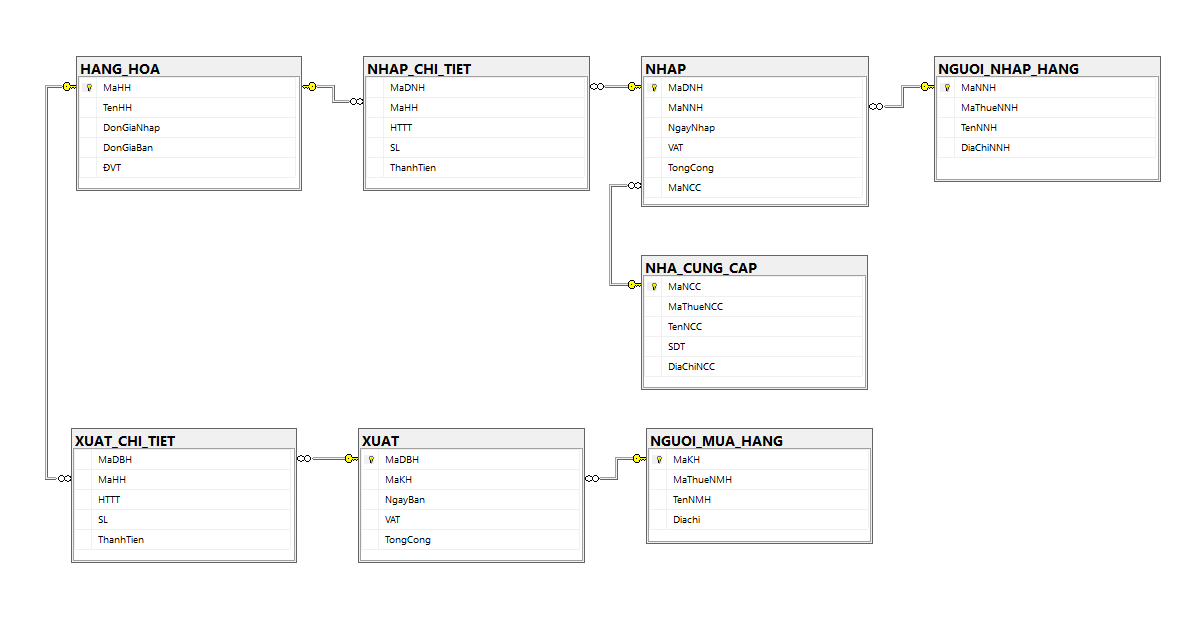 HANG_HOA
MaHH
TenHH
DonGiaNhap
DonGiaBan
ĐVT
NHAP_CHI_TIET
MaDNH
MaHH
HTTT
SL
ThanhTien
NHAP
MaDNH
MaNNH
NgayNhap
VAT
TongCong
MaNCC
NGUOI_NHAP_HANG
MaNNH
MaThueNNH
TenNNH
DiaChiNNH
NHA_CUNG_CAP
MaNCC
MaThueNCC
TenNCC
SDT
DiaChiNCC
XUAT_CHI_TIET
MaDBH
MaHH
HTTT
SL
ThanhTien
XUAT
MaDBH
MaKH
NgayBan
VAT
TongCong
NGUOI_MUA_HANG
MaKH
MaThueNMH
TenNMH
Diachi